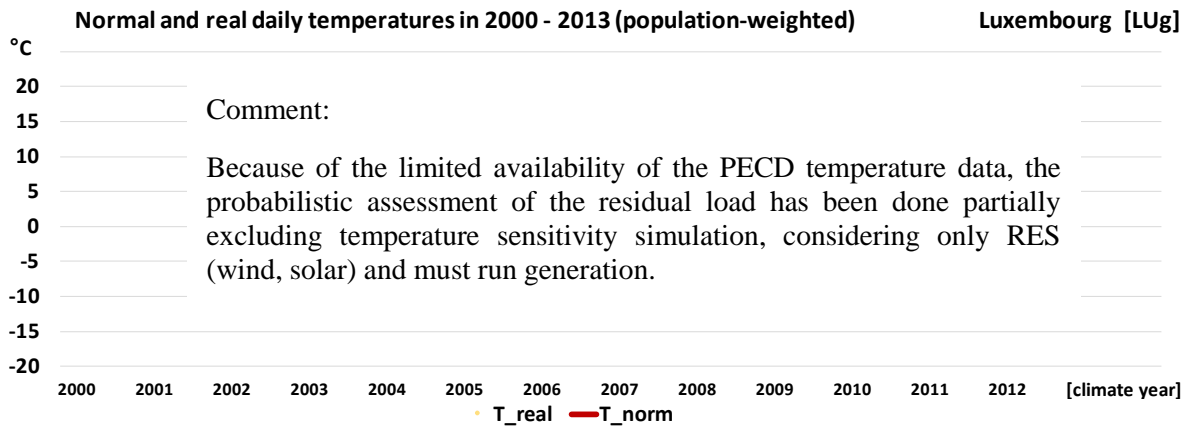 Normal and real daily temperatures in 2000 - 2013 (population-weighted) Luxembourg [LUg]
°C
20
15
10
5
0
-5
-10
-15
-20
Comment:
Because of the limited availability of the PECD temperature data, the
probabilistic assessment of the residual load has been done partially
excluding temperature sensitivity simulation, considering only RES
(wind, solar) and must run generation.
2000 2001 2002 2003 2004 2005 2006 2007 2008 2009 2010 2011 2012 [climate year]
T_real T_norm